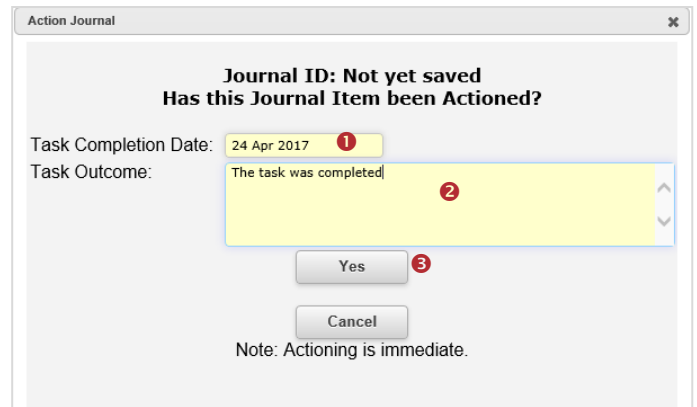 Action Journal
Journal ID: Not yet saved
Has this Journal Item been Actioned?
Task Completion Date: 24 Apr 2017 1
Task Outcome: The task was completed 2
Yes 3
Cancel
Note: Actioning is immediate.